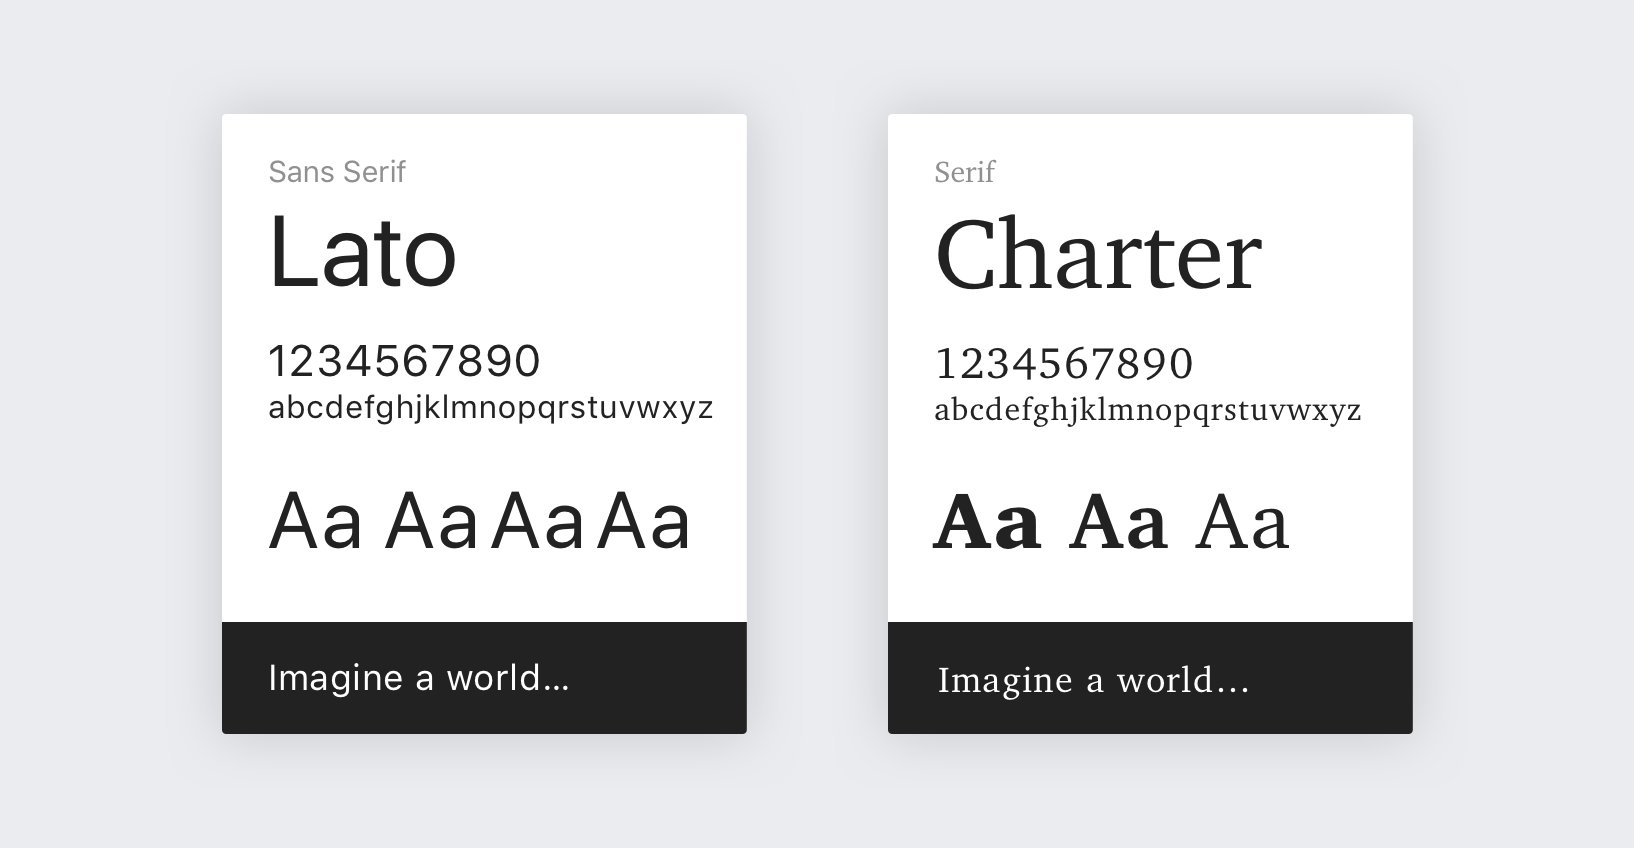 Sans Serif
Lato
1234567890
abcdefghjklmnopqrstuvwxyz
Aa Aa Aa Aa
Imagine a world...
Serif
Charter
1234567890
abcdefghjklmnopqrstuvwxyz
Aa Aa Aa
Imagine a world...